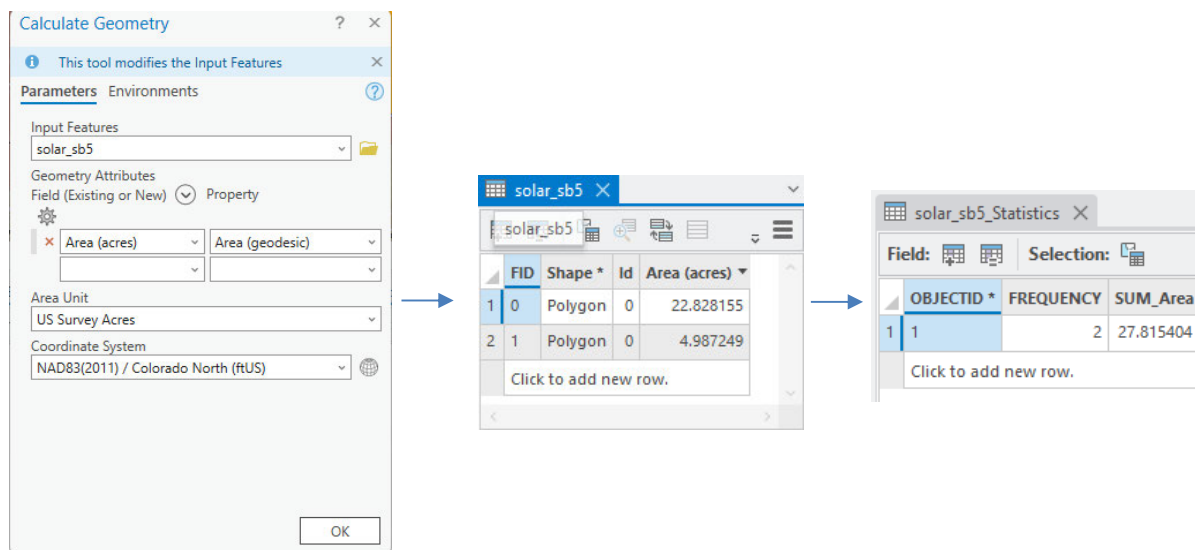 Calculate Geometry ? ×
This tool modifies the Input Features ×
Parameters Environments ?
Input Features
solar_sb5
Geometry Attributes
Field (Existing or New) Property
× Area (acres) Area (geodesic)
Area Unit
US Survey Acres
Coordinate System
NAD83(2011) / Colorado North (ftUS)
OK
solar_sb5 ×
solar_sb5
FID Shape * Id Area (acres)
1 0 Polygon 0 22.828155
2 1 Polygon 0 4.987249
Click to add new row.
solar_sb5_Statistics ×
Field: Selection:
OBJECTID * FREQUENCY SUM_Area
1 1 2 27.815404
Click to add new row.